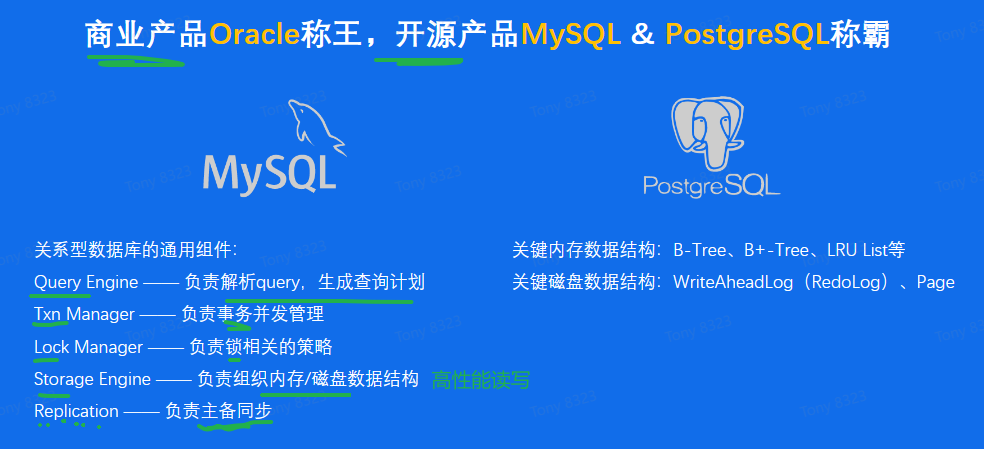 商业产品Oracle称王，开源产品MySQL & PostgreSQL称霸
MySQL
PostgreSQL
关系型数据库的通用组件：
Query Engine —— 负责解析query，生成查询计划
Txn Manager —— 负责事务并发管理
Lock Manager —— 负责锁相关的策略
Storage Engine —— 负责组织内存/磁盘数据结构 高性能读写
Replication —— 负责主备同步
关键内存数据结构：B-Tree、B+-Tree、LRU List等
关键磁盘数据结构：WriteAheadLog（RedoLog）、Page
Tony 8323